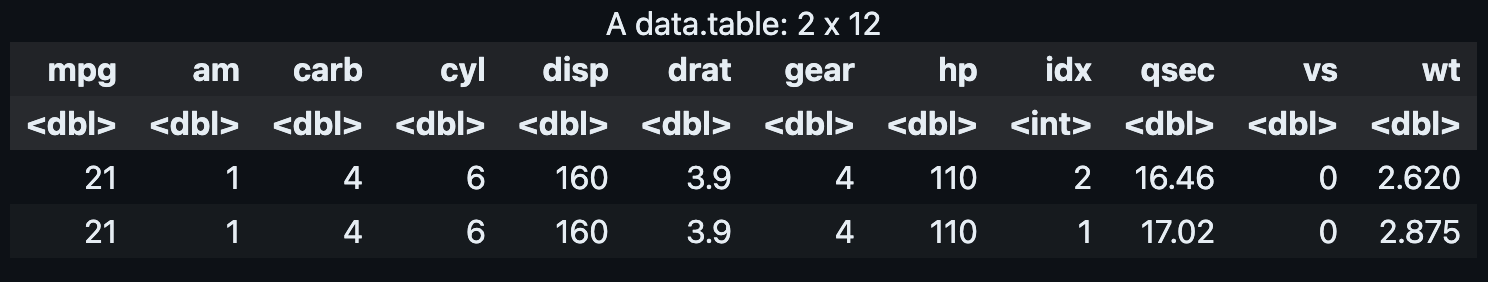 A data.table: 2 x 12
mpg am carb cyl disp drat gear hp idx qsec vs wt
<dbl> <dbl> <dbl> <dbl> <dbl> <dbl> <dbl> <dbl> <int> <dbl> <dbl> <dbl>
21 1 4 6 160 3.9 4 110 2 16.46 0 2.620
21 1 4 6 160 3.9 4 110 1 17.02 0 2.875